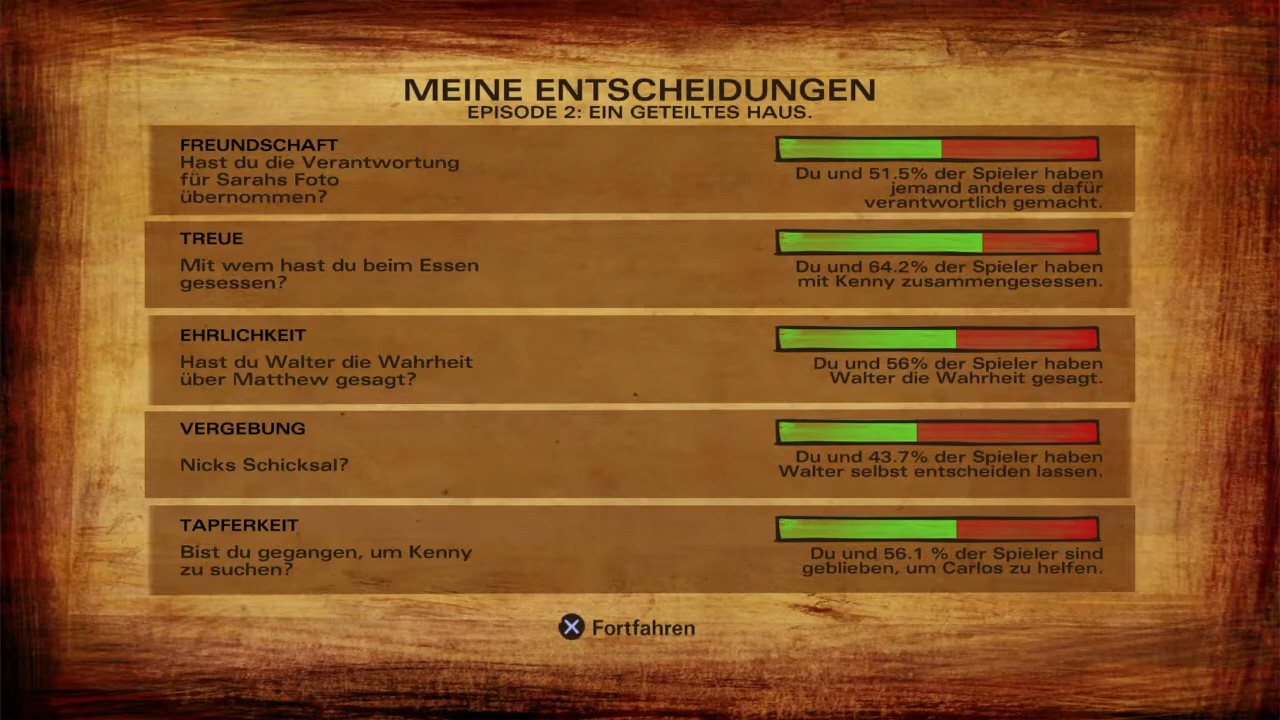 MEINE ENTSCHEIDUNGEN
EPISODE 2: EIN GETEILTES HAUS.
FREUNDSCHAFT
Hast du die Verantwortung
für Sarahs Foto
übernommen?
Du und 51.5% der Spieler haben
jemand anderes dafür
verantwortlich gemacht.
TREUE
Mit wem hast du beim Essen
gesessen?
Du und 64.2% der Spieler haben
mit Kenny zusammengesessen.
EHRLICHKEIT
Hast du Walter die Wahrheit
über Matthew gesagt?
Du und 56% der Spieler haben
Walter die Wahrheit gesagt.
VERGEBUNG
Nicks Schicksal?
Du und 43.7% der Spieler haben
Walter selbst entscheiden lassen.
TAPFERKEIT
Bist du gegangen, um Kenny
zu suchen?
Du und 56.1 % der Spieler sind
geblieben, um Carlos zu helfen.
Fortfahren